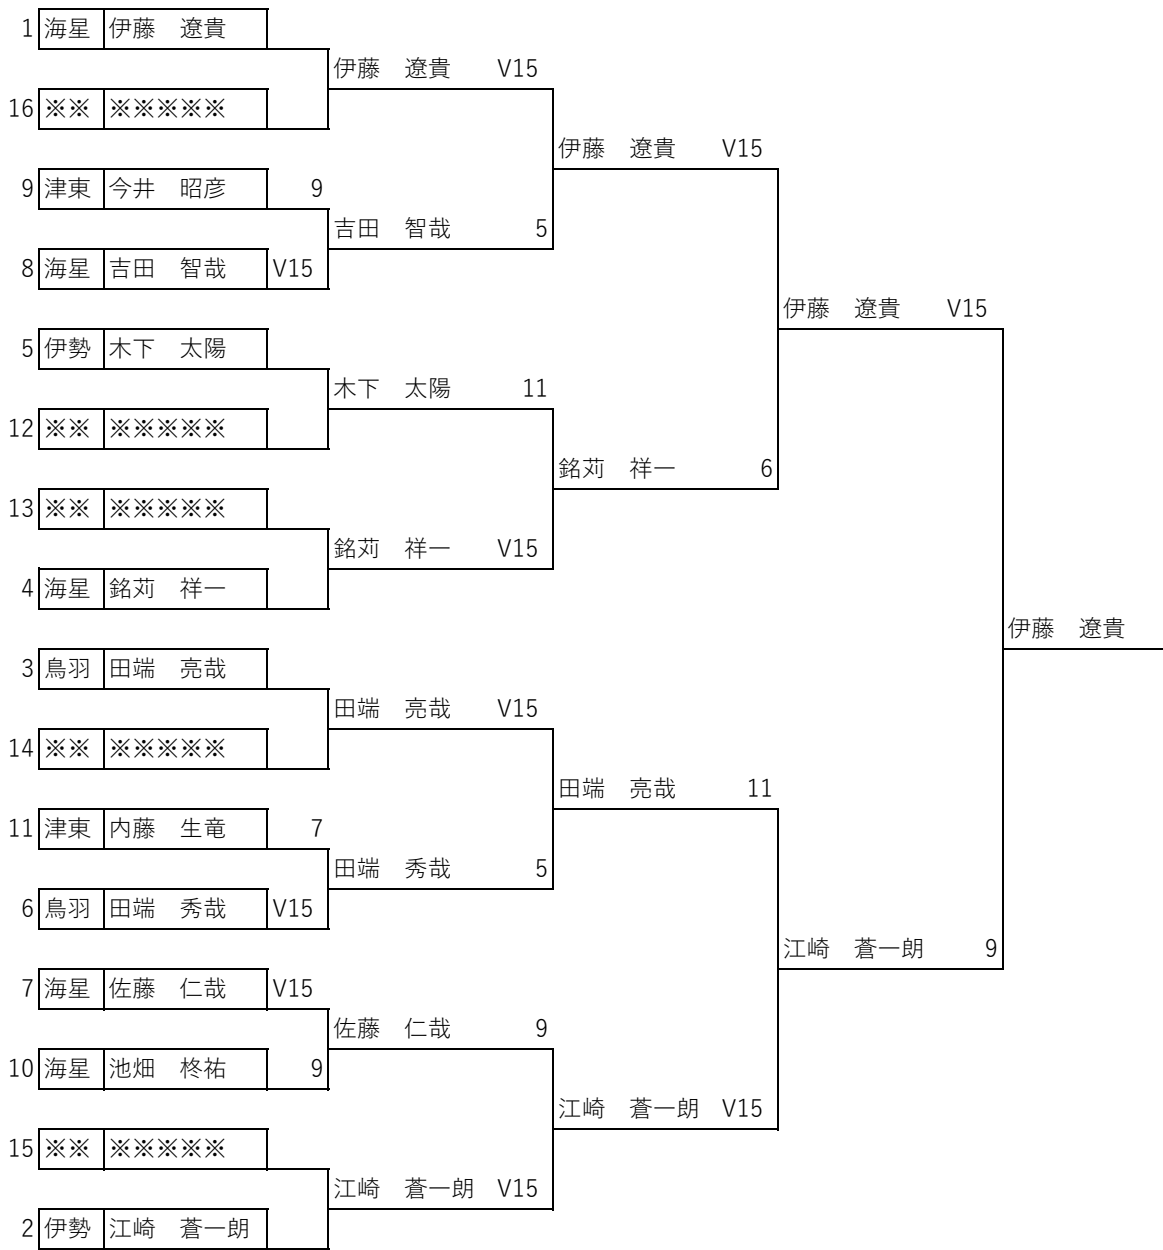 1 海星 伊藤　遼貴
伊藤　遼貴 V15
16 ※※ ※※※※※
伊藤　遼貴 V15
9 津東 今井　昭彦 9
吉田　智哉 5
8 海星 吉田　智哉 V15
伊藤　遼貴 V15
5 伊勢 木下　太陽
木下　太陽 11
12 ※※ ※※※※※
銘苅　祥一 6
13 ※※ ※※※※※
銘苅　祥一 V15
4 海星 銘苅　祥一
伊藤　遼貴
3 鳥羽 田端　亮哉
田端　亮哉 V15
14 ※※ ※※※※※
田端　亮哉 11
11 津東 内藤　生竜 7
田端　秀哉 5
6 鳥羽 田端　秀哉 V15
江崎　蒼一朗 9
7 海星 佐藤　仁哉 V15
佐藤　仁哉 9
10 海星 池畑　柊祐 9
江崎　蒼一朗 V15
15 ※※ ※※※※※
江崎　蒼一朗 V15
2 伊勢 江崎　蒼一朗